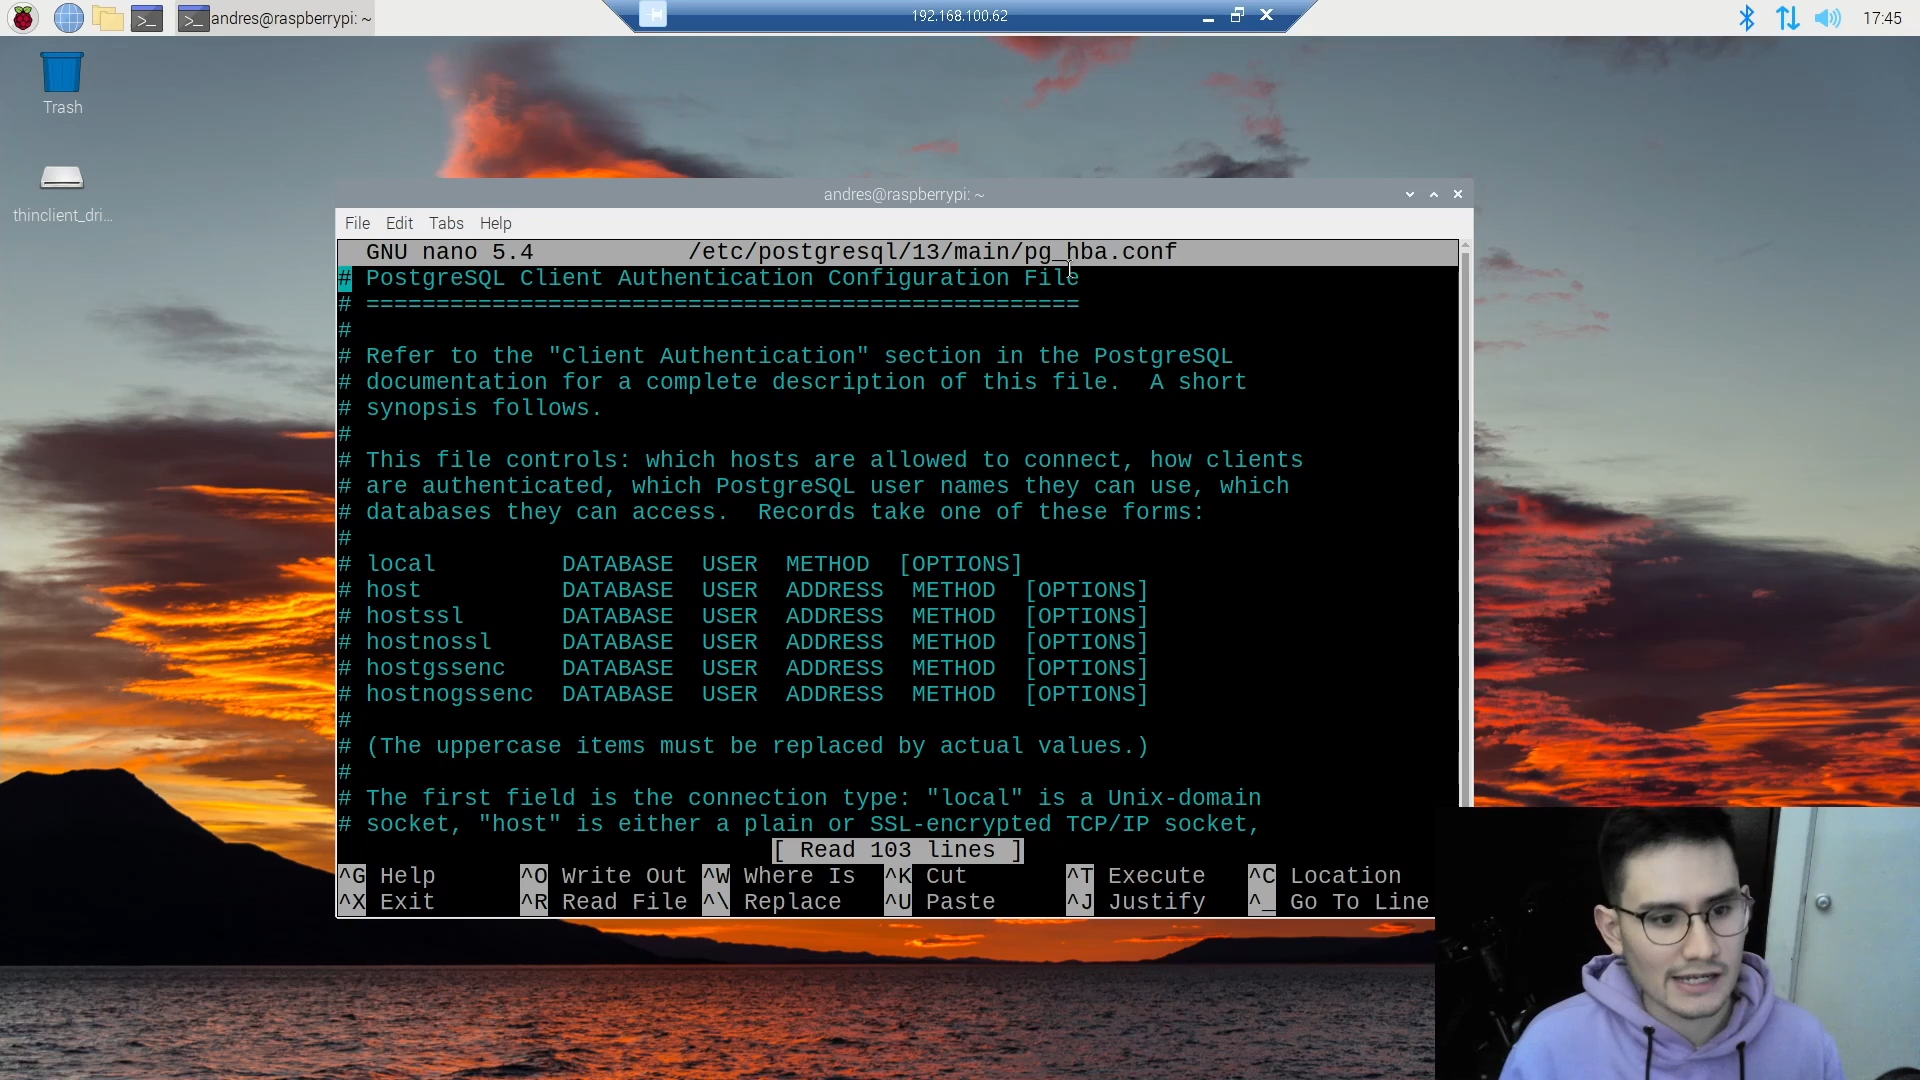 andres@raspberrypi: ~
192.168.100.62
17:45
Trash
thinclient_dri...
andres@raspberrypi: ~
File Edit Tabs Help
GNU nano 5.4 /etc/postgresql/13/main/pg_hba.conf
# PostgreSQL Client Authentication Configuration File
# ===================================================
#
# Refer to the "Client Authentication" section in the PostgreSQL
# documentation for a complete description of this file. A short
# synopsis follows.
#
# This file controls: which hosts are allowed to connect, how clients
# are authenticated, which PostgreSQL user names they can use, which
# databases they can access. Records take one of these forms:
#
# local DATABASE USER METHOD [OPTIONS]
# host DATABASE USER ADDRESS METHOD [OPTIONS]
# hostssl DATABASE USER ADDRESS METHOD [OPTIONS]
# hostnossl DATABASE USER ADDRESS METHOD [OPTIONS]
# hostgssenc DATABASE USER ADDRESS METHOD [OPTIONS]
# hostnogssenc DATABASE USER ADDRESS METHOD [OPTIONS]
#
# (The uppercase items must be replaced by actual values.)
#
# The first field is the connection type: "local" is a Unix-domain
# socket, "host" is either a plain or SSL-encrypted TCP/IP socket,
[ Read 103 lines ]
^G Help ^O Write Out ^W Where Is ^K Cut ^T Execute ^C Location
^X Exit ^R Read File ^\ Replace ^U Paste ^J Justify ^_ Go To Line